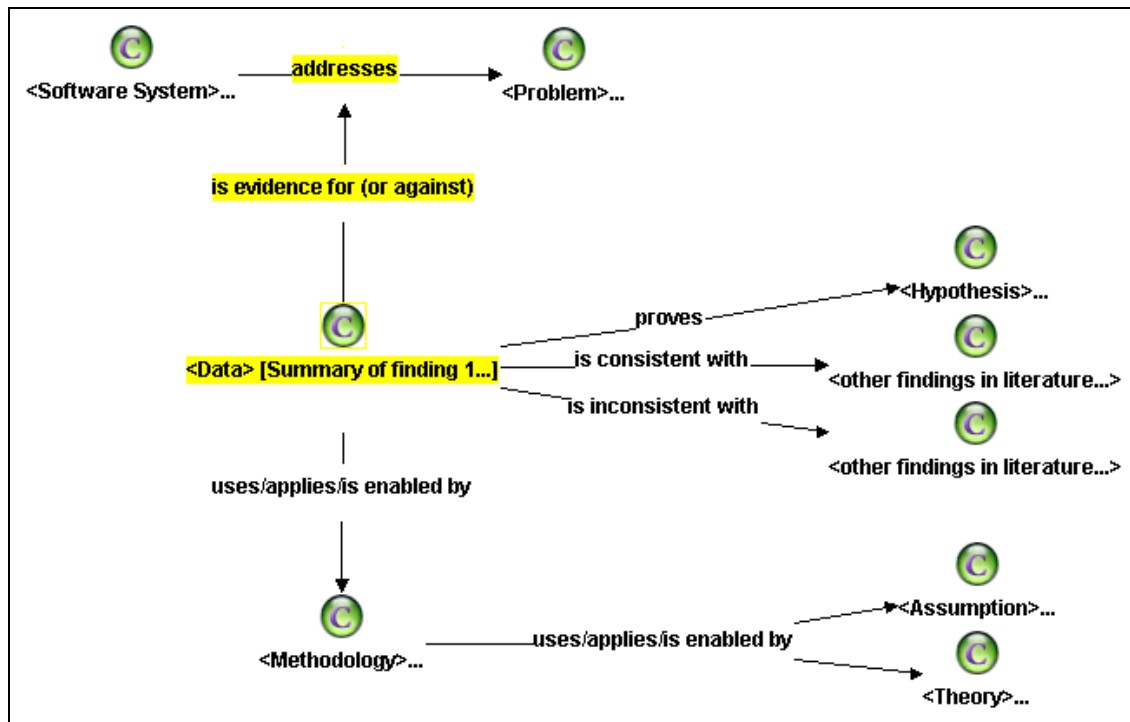 C
C
addresses
<Software System>...
<Problem>...
is evidence for (or against)
C
<Hypothesis>...
C
proves
C
is consistent with
<Data> [Summary of finding 1...]
<other findings in literature...>
is inconsistent with
C
<other findings in literature...>
uses/applies/is enabled by
C
<Assumption>...
C
uses/applies/is enabled by
<Methodology>...
C
<Theory>...